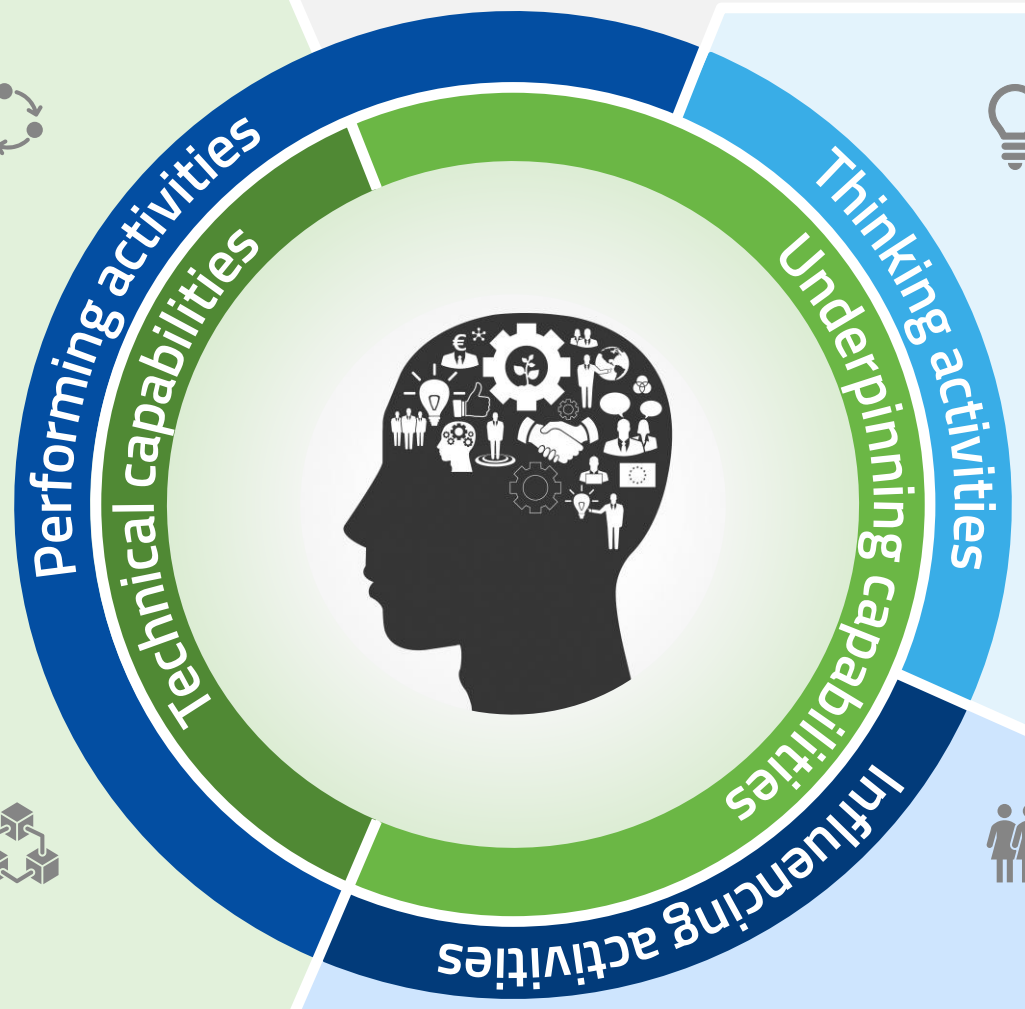 Performing activities
Technical capabilities
Thinking activities
Underpinning capabilities
Influencing activities
€